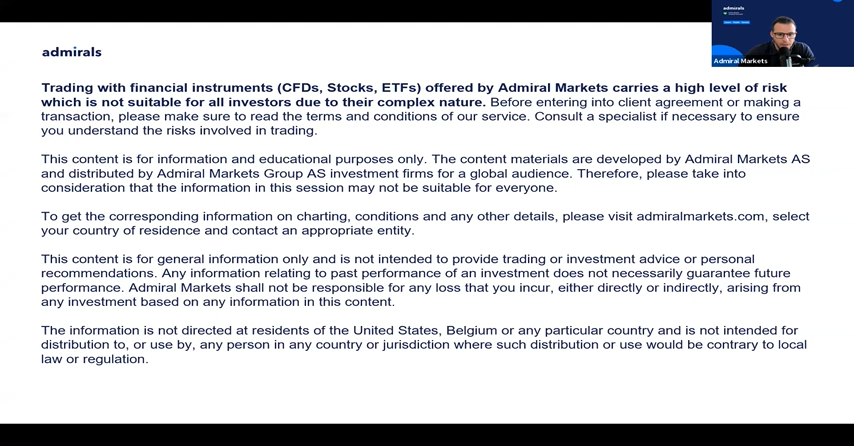 admirals
Admiral Markets
admirals
Trading with financial instruments (CFDs, Stocks, ETFs) offered by Admiral Markets carries a high level of risk
which is not suitable for all investors due to their complex nature. Before entering into client agreement or making a
transaction, please make sure to read the terms and conditions of our service. Consult a specialist if necessary to ensure
you understand the risks involved in trading.
This content is for information and educational purposes only. The content materials are developed by Admiral Markets AS
and distributed by Admiral Markets Group AS investment firms for a global audience. Therefore, please take into
consideration that the information in this session may not be suitable for everyone.
To get the corresponding information on charting, conditions and any other details, please visit admiralmarkets.com, select
your country of residence and contact an appropriate entity.
This content is for general information only and is not intended to provide trading or investment advice or personal
recommendations. Any information relating to past performance of an investment does not necessarily guarantee future
performance. Admiral Markets shall not be responsible for any loss that you incur, either directly or indirectly, arising from
any investment based on any information in this content.
The information is not directed at residents of the United States, Belgium or any particular country and is not intended for
distribution to, or use by, any person in any country or jurisdiction where such distribution or use would be contrary to local
law or regulation.